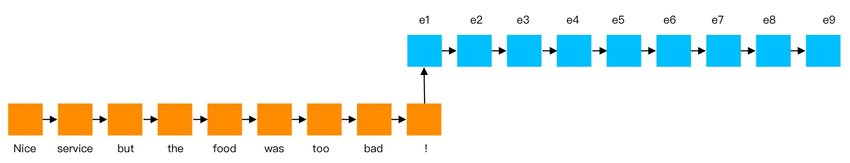 e1 e2 e3 e4 e5 e6 e7 e8 e9
Nice service but the food was too bad !